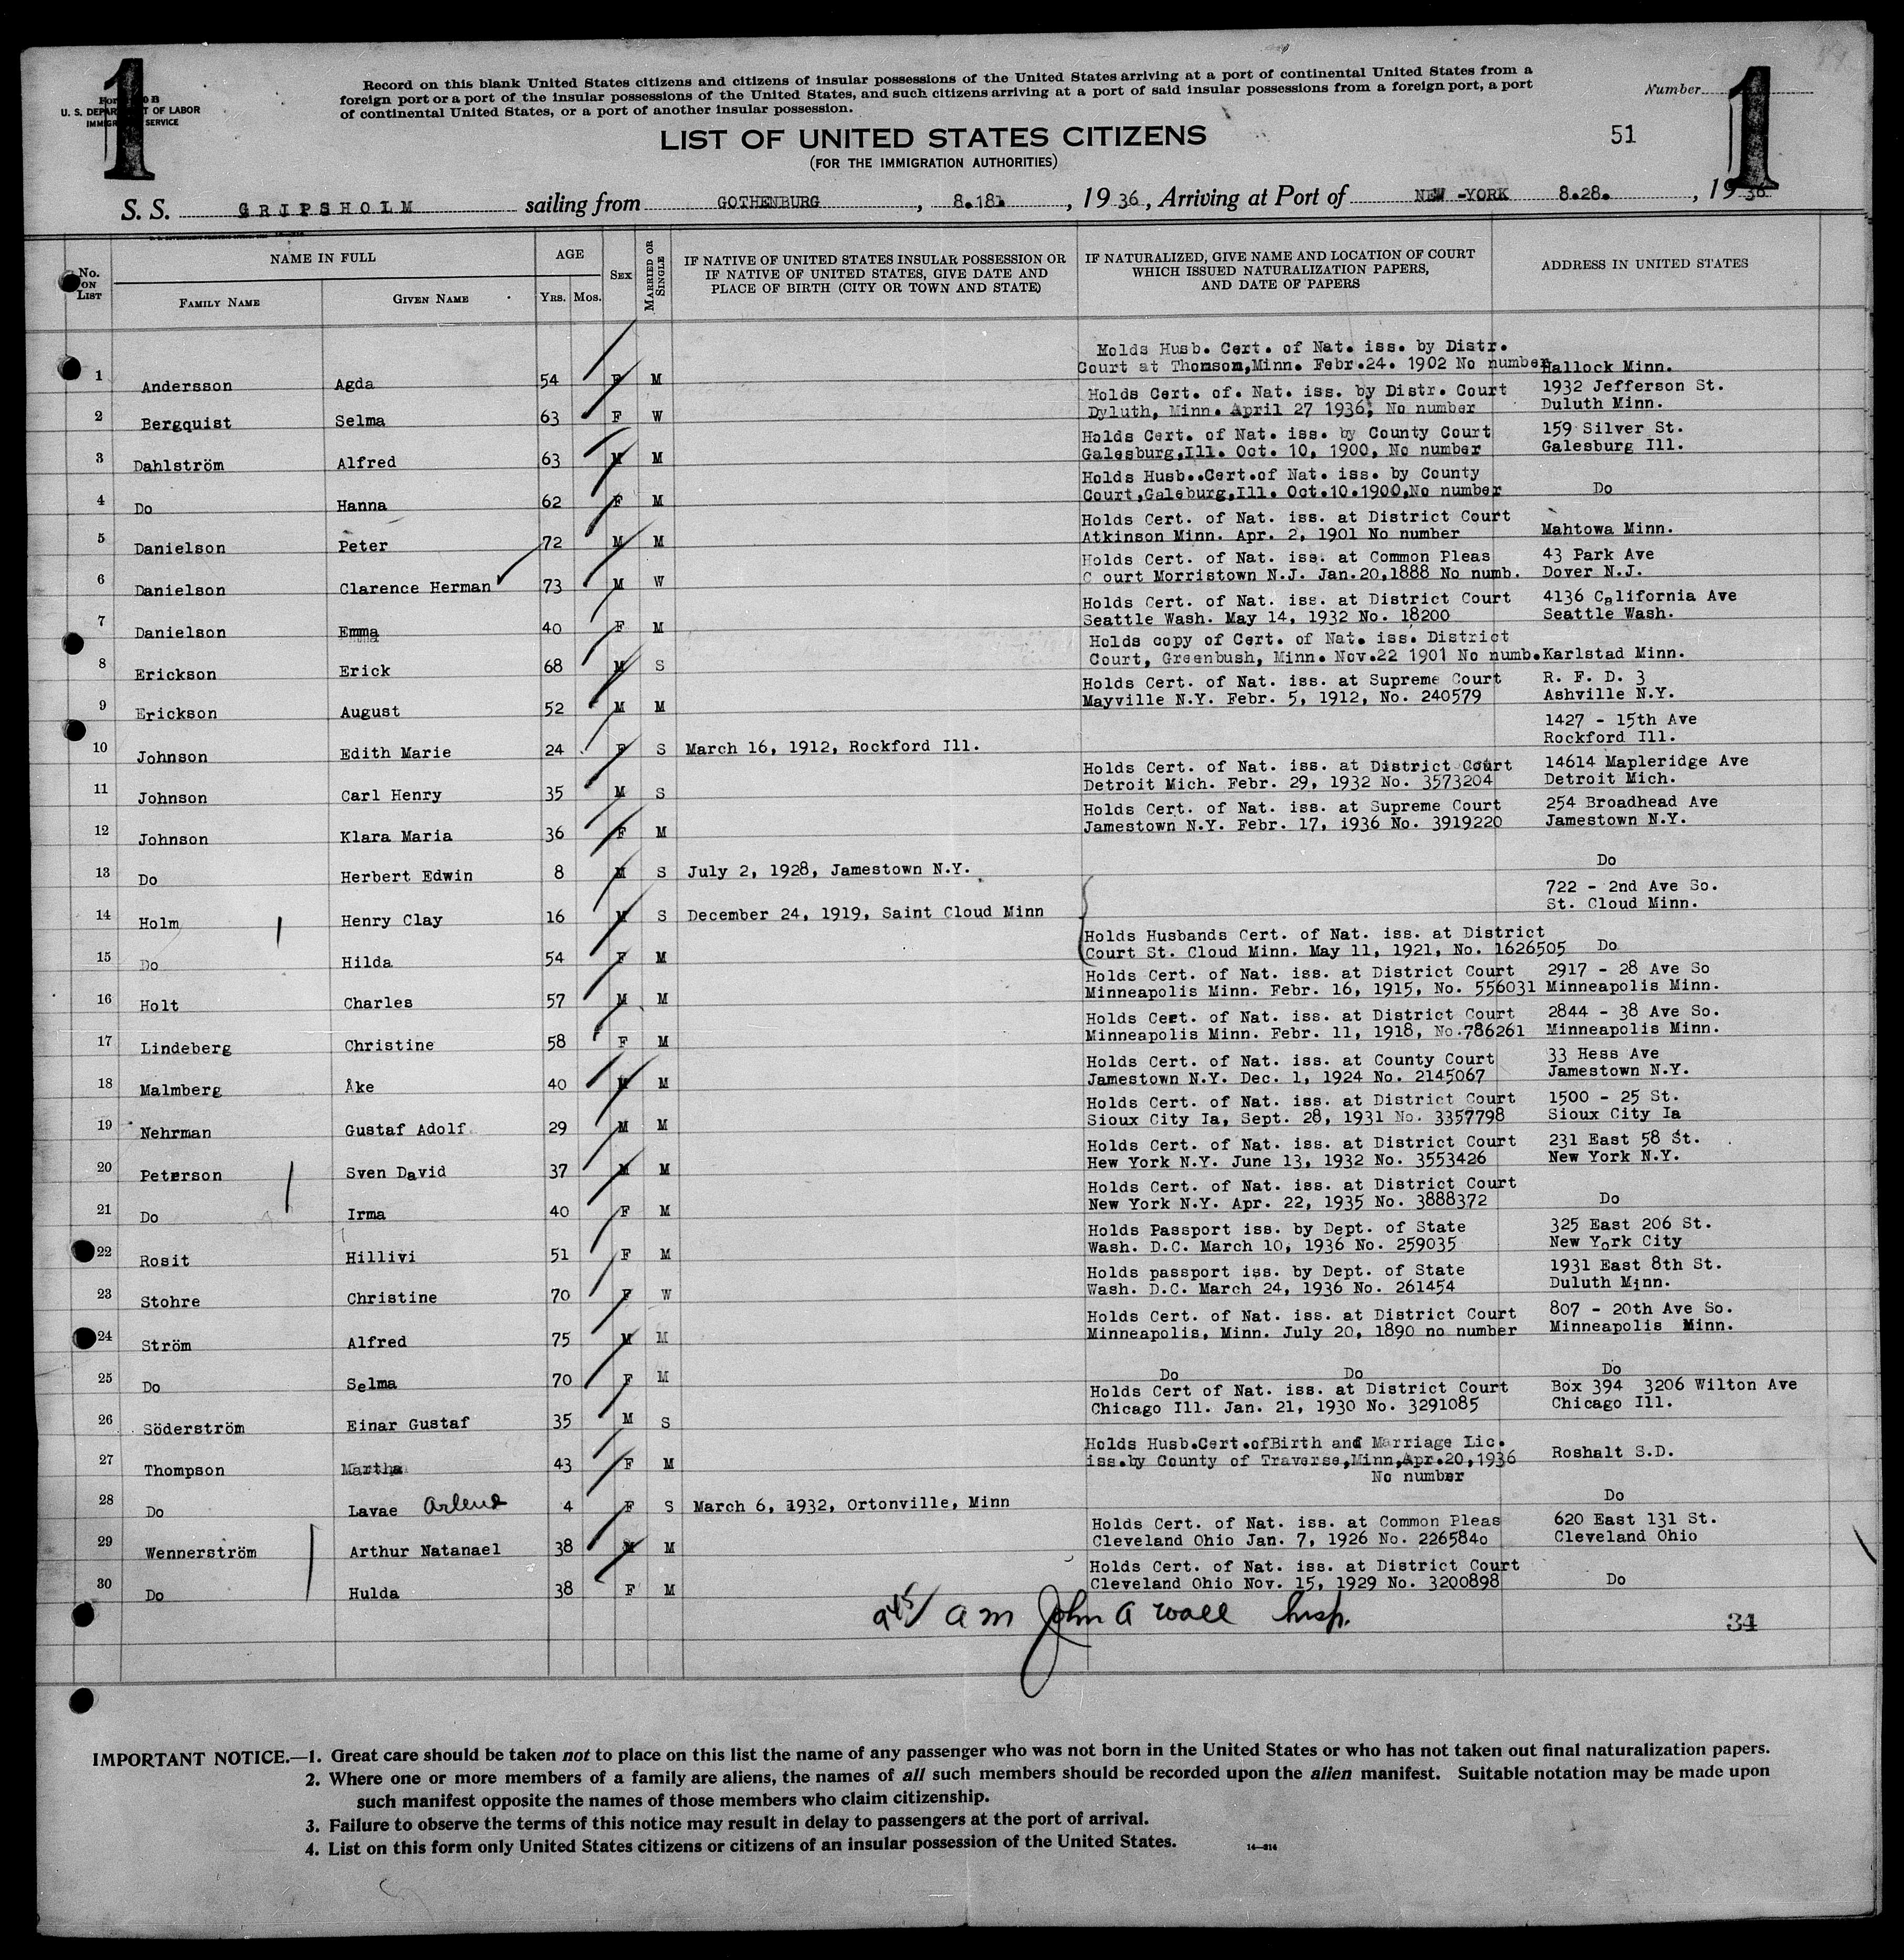 1
1
Form 630 B
U. S. DEPARTMENT OF LABOR
IMMIGRATION SERVICE
Record on this blank United States citizens and citizens of insular possessions of the United States arriving at a port of continental United States from a
foreign port or a port of the insular possessions of the United States, and such citizens arriving at a port of said insular possessions from a foreign port, a port
of continental United States, or a port of another insular possession.
Number
LIST OF UNITED STATES CITIZENS
(FOR THE IMMIGRATION AUTHORITIES)
51
S. S. GRIPSHOLM sailing from GOTHENBURG, 8.18, 1936, Arriving at Port of NEW-YORK 8.28., 1936
No. ON LIST
NAME IN FULL
FAMILY NAME GIVEN NAME
AGE
YRS. MOS.
SEX
MARRIED OR SINGLE
IF NATIVE OF UNITED STATES INSULAR POSSESSION OR
IF NATIVE OF UNITED STATES, GIVE DATE AND
PLACE OF BIRTH (CITY OR TOWN AND STATE)
IF NATURALIZED, GIVE NAME AND LOCATION OF COURT
WHICH ISSUED NATURALIZATION PAPERS,
AND DATE OF PAPERS
ADDRESS IN UNITED STATES
Holds Husb. Cert. of Nat. iss. by Distr.
1 Andersson Agda 54 F M Court at Thomson,Minn. Febr.24. 1902 No number Hallock Minn.
Holds Cert. of. Nat. iss. by Distr. Court 1932 Jefferson St.
2 Bergquist Selma 63 F W Dyluth, Minn. April 27 1936, No number Duluth Minn.
Holds Cert. of Nat. iss. by County Court 159 Silver St.
3 Dahlström Alfred 63 M M Galesburg,Ill. Oct. 10, 1900, No number Galesburg Ill.
Holds Husb..Cert.of Nat. iss. by County
4 Do Hanna 62 F M Court,Galeburg,Ill. Oct.10.1900,No number Do
Holds Cert. of Nat. iss. at District Court
5 Danielson Peter 72 M M Atkinson Minn. Apr. 2, 1901 No number Mahtowa Minn.
Holds Cert. of Nat. iss. at Common Pleas 43 Park Ave
6 Danielson Clarence Herman 73 M W C ourt Morristown N.J. Jan.20,1888 No numb. Dover N.J.
Holds Cert. of Nat. iss. at District Court 4136 California Ave
7 Danielson Emma 40 F M Seattle Wash. May 14, 1932 No. 18200 Seattle Wash.
Holds copy of Cert. of Nat. iss. District
8 Erickson Erick 68 M S Court, Greenbush, Minn. Nov.22 1901 No numb. Karlstad Minn.
Holds Cert. of Nat. iss. at Supreme Court R. F. D. 3
9 Erickson August 52 M M Mayville N.Y. Febr. 5, 1912, No. 240579 Ashville N.Y.
1427 - 15th Ave
10 Johnson Edith Marie 24 F S March 16, 1912, Rockford Ill. Rockford Ill.
Holds Cert. of Nat. iss. at District Court 14614 Mapleridge Ave
11 Johnson Carl Henry 35 M S Detroit Mich. Febr. 29, 1932 No. 3573204 Detroit Mich.
Holds Cert. of Nat. iss. at Supreme Court 254 Broadhead Ave
12 Johnson Klara Maria 36 F M Jamestown N.Y. Febr. 17, i936 No. 3919220 Jamestown N.Y.
13 Do Herbert Edwin 8 M S July 2, 1928, Jamestown N.Y. Do
722 - 2nd Ave So.
14 Holm Henry Clay 16 M S December 24, 1919, Saint Cloud Minn St. Cloud Minn.
Holds Husbands Cert. of Nat. iss. at District
15 Do Hilda 54 F M Court St. Cloud Minn. May 11, 1921, No. 1626505 Do
Holds Cert. of Nat. iss. at District Court 2917 - 28 Ave So
16 Holt Charles 57 M M Minneapolis Minn. Febr. 16, 1915, No. 556031 Minneapolis Minn.
Holds Cert. of Nat. iss. at District Court 2844 - 38 Ave So.
17 Lindeberg Christine 58 F M Minneapolis Minn. Febr. 11, 1918, No.786261 Minneapolis Minn.
Holds Cert. of Nat. iss. at County Court 33 Hess Ave
18 Malmberg Åke 40 M M Jamestown N.Y. Dec. 1, 1924 No. 2145067 Jamestown N.Y.
Holds Cert. of Nat. iss. at District Court 1500 - 25 St.
19 Nehrman Gustaf Adolf 29 M M Sioux City Ia, Sept. 28, 1931 No. 3357798 Sioux City Ia
Holds Cert. of Nat. iss. at District Court 231 East 58 St.
20 Peterson Sven David 37 M M Hew York N.Y. June 13, 1932 No. 3553426 New York N.Y.
Holds Cert. of Nat. iss. at District Court
21 Do Irma 40 F M New York N.Y. Apr. 22, 1935 No. 3888372 Do
Holds Passport iss. by Dept. of State 325 East 206 St.
22 Rosit Hillivi 51 F M Wash. D.C. March 10, 1936 No. 259035 New York City
Holds passport iss. by Dept. of State 1931 East 8th St.
23 Stohre Christine 70 F W Wash. D.C. March 24, 1936 No. 261454 Duluth Minn.
Holds Cert. of Nat. iss. at District Court 807 - 20th Ave So.
24 Ström Alfred 75 M M Minneapolis, Minn. July 20, 1890 no number Minneapolis Minn.
25 Do Selma 70 F M Do Do Do
Holds Cert of Nat. iss. at District Court Box 394 3206 Wilton Ave
26 Söderström Einar Gustaf 35 M S Chicago Ill. Jan. 21, 1930 No. 3291085 Chicago Ill.
Holds Husb.Cert.ofBirth and Marriage Lic.
27 Thompson Martha 43 F M iss.by County of Traverse,Minn,Apr.20,1936 Roshalt S.D.
No number
28 Do Lavae Arlene 4 F S March 6, 1932, Ortonville, Minn Do
Holds Cert. of Nat. iss. at Common Pleas 620 East 131 St.
29 Wennerström Arthur Natanael 38 M M Cleveland Ohio Jan. 7, 1926 No. 2265840 Cleveland Ohio
Holds Cert. of Nat. iss. at District Court
30 Do Hulda 38 F M Cleveland Ohio Nov. 15, 1929 No. 3200898 Do
945/ am John A Wall Insp.
34
IMPORTANT NOTICE.—1. Great care should be taken not to place on this list the name of any passenger who was not born in the United States or who has not taken out final naturalization papers.
2. Where one or more members of a family are aliens, the names of all such members should be recorded upon the alien manifest. Suitable notation may be made upon
such manifest opposite the names of those members who claim citizenship.
3. Failure to observe the terms of this notice may result in delay to passengers at the port of arrival.
4. List on this form only United States citizens or citizens of an insular possession of the United States.
14—214